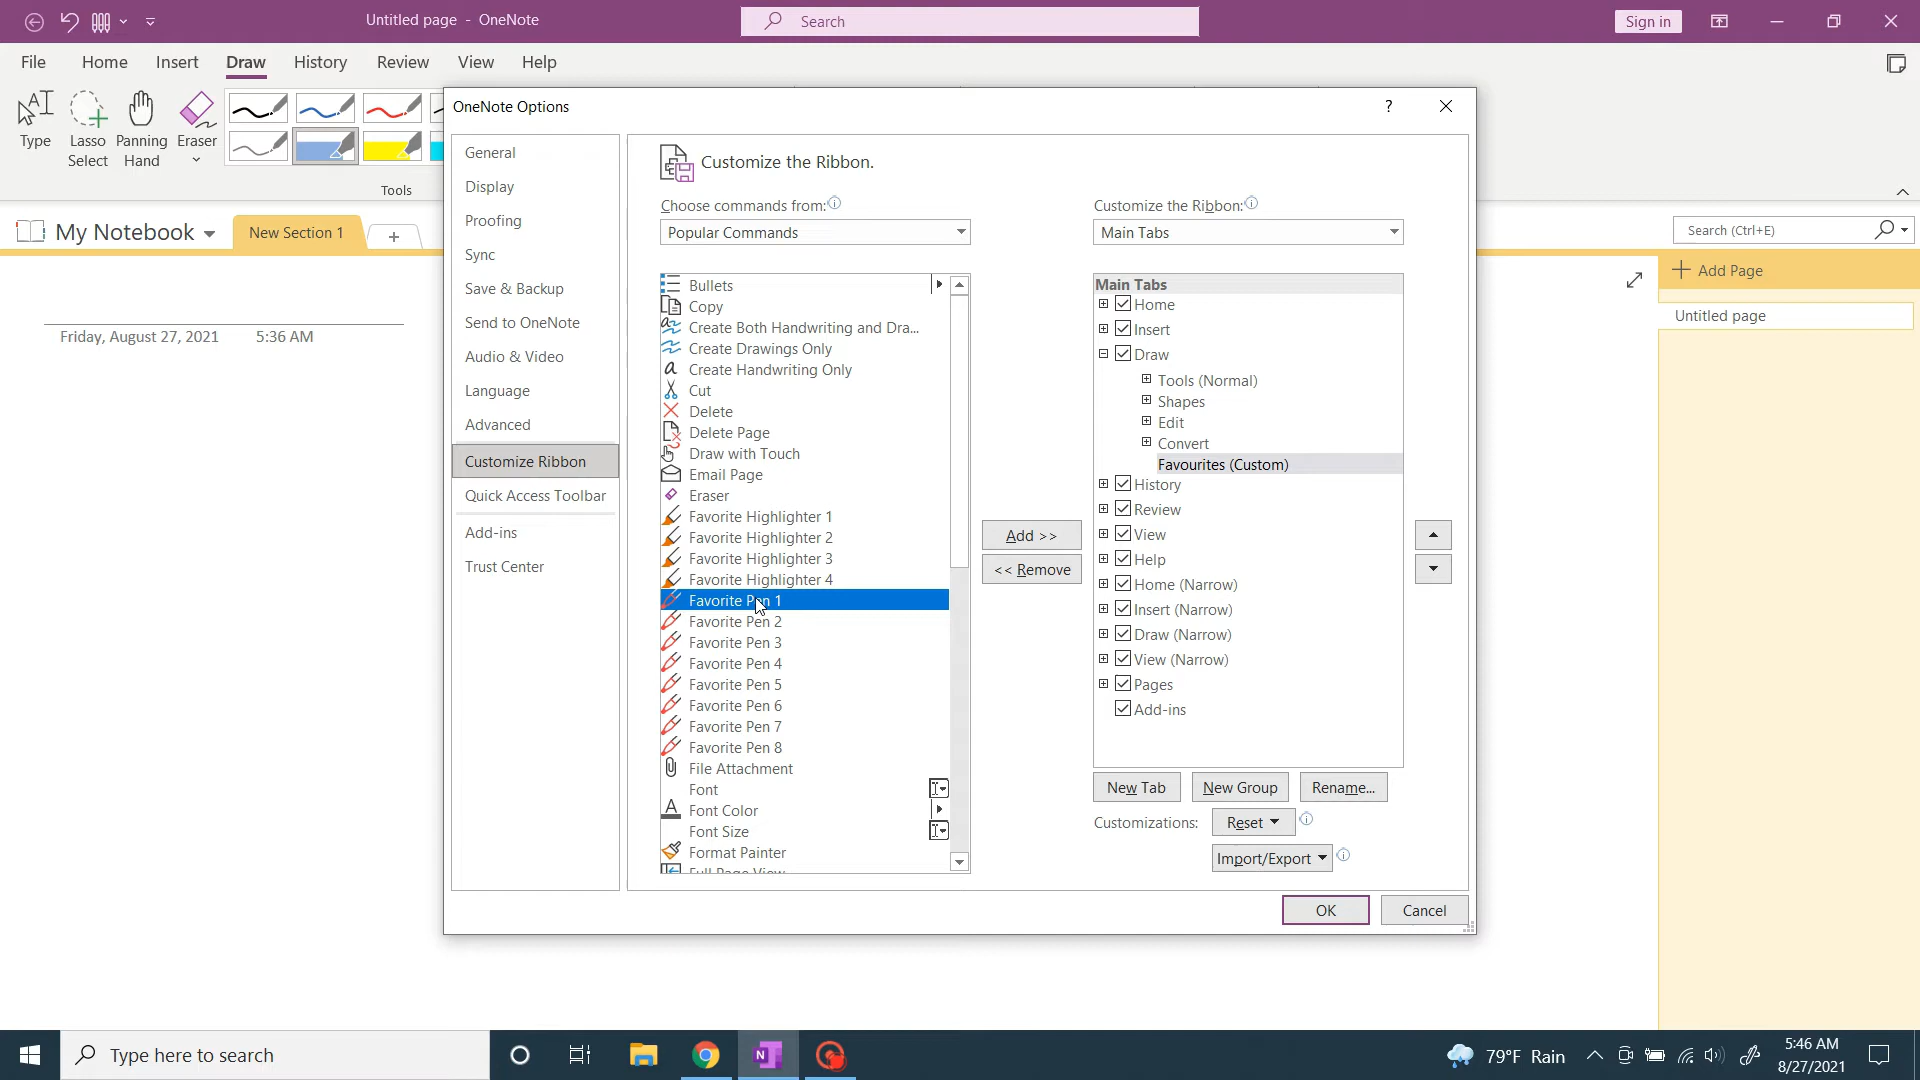 Untitled page - OneNote
Search
Sign in
File
Home
Insert
Draw
History
Review
View
Help
Type
Lasso
Select
Panning
Hand
Eraser
Tools
My Notebook
New Section 1
Search (Ctrl+E)
Add Page
Untitled page
Friday, August 27, 2021
5:36 AM
OneNote Options
?
General
Display
Proofing
Sync
Save & Backup
Send to OneNote
Audio & Video
Language
Advanced
Customize Ribbon
Quick Access Toolbar
Add-ins
Trust Center
Customize the Ribbon.
Choose commands from:
Popular Commands
Bullets
Copy
Create Both Handwriting and Dra...
Create Drawings Only
Create Handwriting Only
Cut
Delete
Delete Page
Draw with Touch
Email Page
Eraser
Favorite Highlighter 1
Favorite Highlighter 2
Favorite Highlighter 3
Favorite Highlighter 4
Favorite Pen 1
Favorite Pen 2
Favorite Pen 3
Favorite Pen 4
Favorite Pen 5
Favorite Pen 6
Favorite Pen 7
Favorite Pen 8
File Attachment
Font
Font Color
Font Size
Format Painter
Full Page View
Add >>
<< Remove
Customize the Ribbon:
Main Tabs
Main Tabs
Home
Insert
Draw
Tools (Normal)
Shapes
Edit
Convert
Favourites (Custom)
History
Review
View
Help
Home (Narrow)
Insert (Narrow)
Draw (Narrow)
View (Narrow)
Pages
Add-ins
New Tab
New Group
Rename...
Customizations:
Reset
Import/Export
OK
Cancel
Type here to search
79°F Rain
5:46 AM
8/27/2021